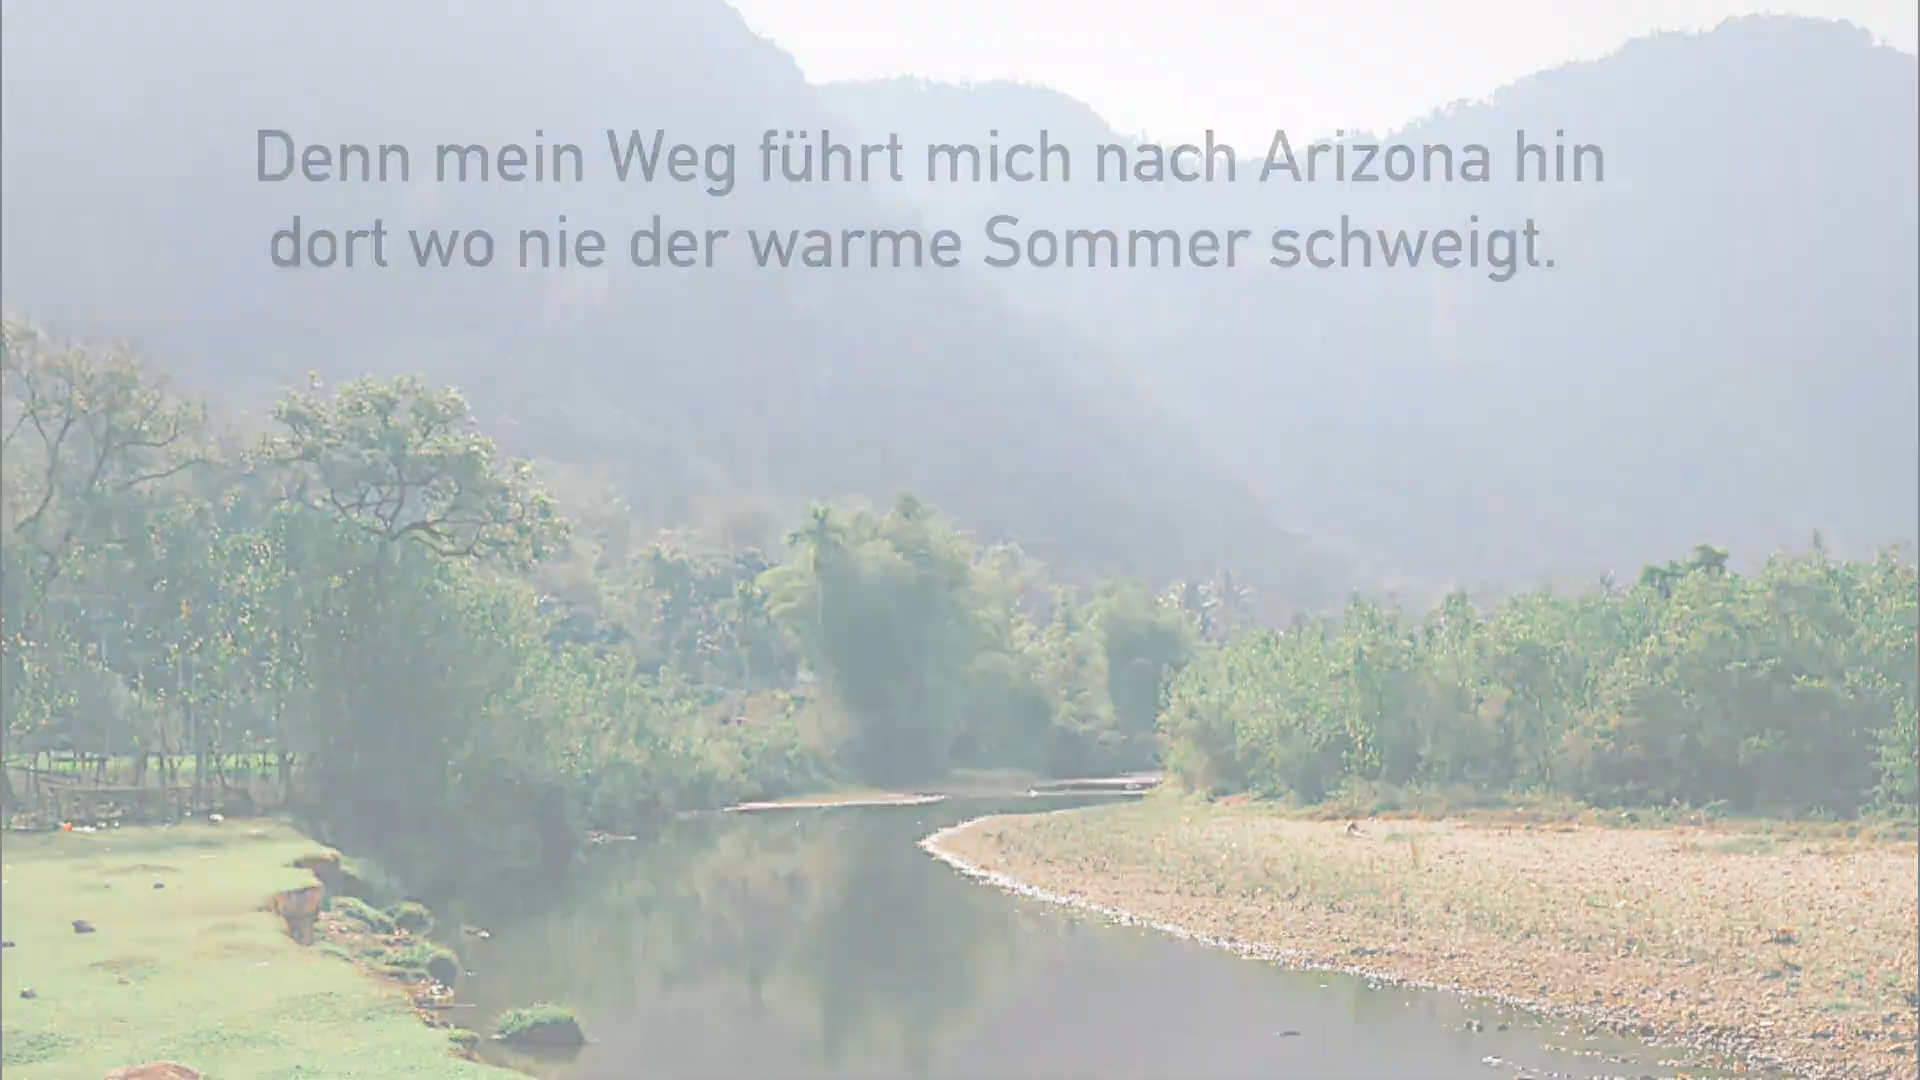 Denn mein Weg führt mich nach Arizona hin
dort wo nie der warme Sommer schweigt.